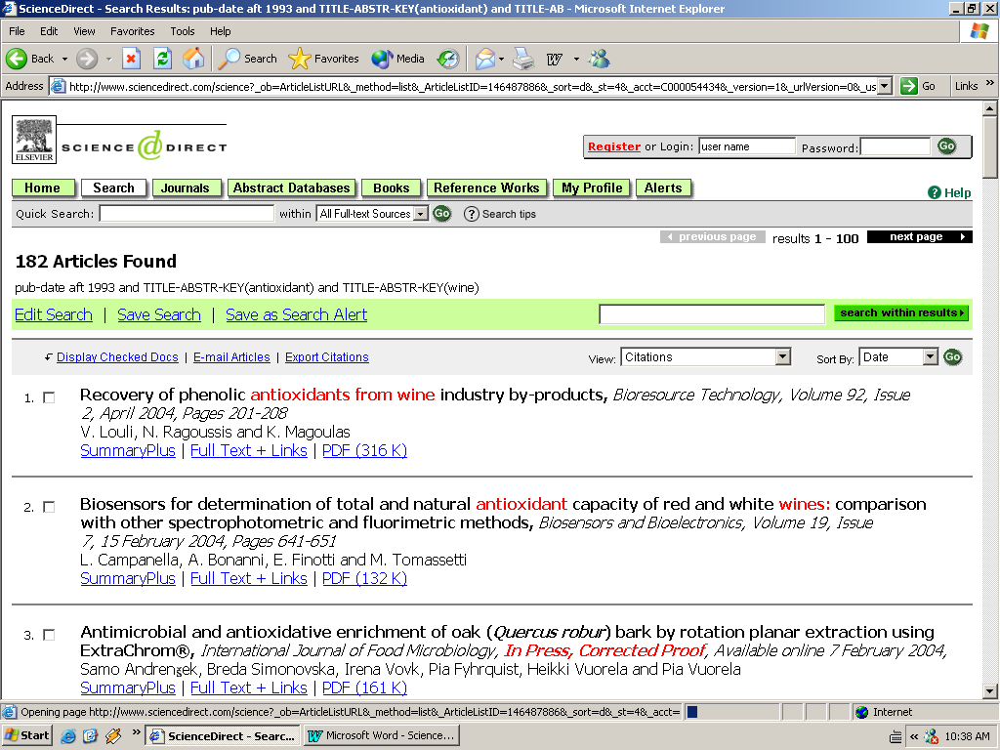 ScienceDirect - Search Results: pub-date aft 1993 and TITLE-ABSTR-KEY(antioxidant) and TITLE-AB - Microsoft Internet Explorer
File Edit View Favorites Tools Help
Back Search Favorites Media
Address http://www.sciencedirect.com/science?_ob=ArticleListURL&_method=list&_ArticleListID=146487886&_sort=d&_st=4&_acct=C000054434&_version=1&_urlVersion=0&_us Go Links »
ELSEVIER SCIENCE @ DIRECT
Register or Login: user name Password: Go
Home Search Journals Abstract Databases Books Reference Works My Profile Alerts ? Help
Quick Search: within All Full-text Sources Go ? Search tips
previous page results 1 - 100 next page
182 Articles Found
pub-date aft 1993 and TITLE-ABSTR-KEY(antioxidant) and TITLE-ABSTR-KEY(wine)
Edit Search | Save Search | Save as Search Alert search within results
Display Checked Docs | E-mail Articles | Export Citations View: Citations Sort By: Date Go
1. Recovery of phenolic antioxidants from wine industry by-products, Bioresource Technology, Volume 92, Issue
2, April 2004, Pages 201-208
V. Louli, N. Ragoussis and K. Magoulas
SummaryPlus | Full Text + Links | PDF (316 K)
2. Biosensors for determination of total and natural antioxidant capacity of red and white wines: comparison
with other spectrophotometric and fluorimetric methods, Biosensors and Bioelectronics, Volume 19, Issue
7, 15 February 2004, Pages 641-651
L. Campanella, A. Bonanni, E. Finotti and M. Tomassetti
SummaryPlus | Full Text + Links | PDF (132 K)
3. Antimicrobial and antioxidative enrichment of oak (Quercus robur) bark by rotation planar extraction using
ExtraChrom®, International Journal of Food Microbiology, In Press, Corrected Proof, Available online 7 February 2004,
Samo Andrenšek, Breda Simonovska, Irena Vovk, Pia Fyhrquist, Heikki Vuorela and Pia Vuorela
SummaryPlus | Full Text + Links | PDF (161 K)
Opening page http://www.sciencedirect.com/science?_ob=ArticleListURL&_method=list&_ArticleListID=146487886&_sort=d&_st=4&_acct= Internet
Start » ScienceDirect - Searc... Microsoft Word - Science... « 10:38 AM